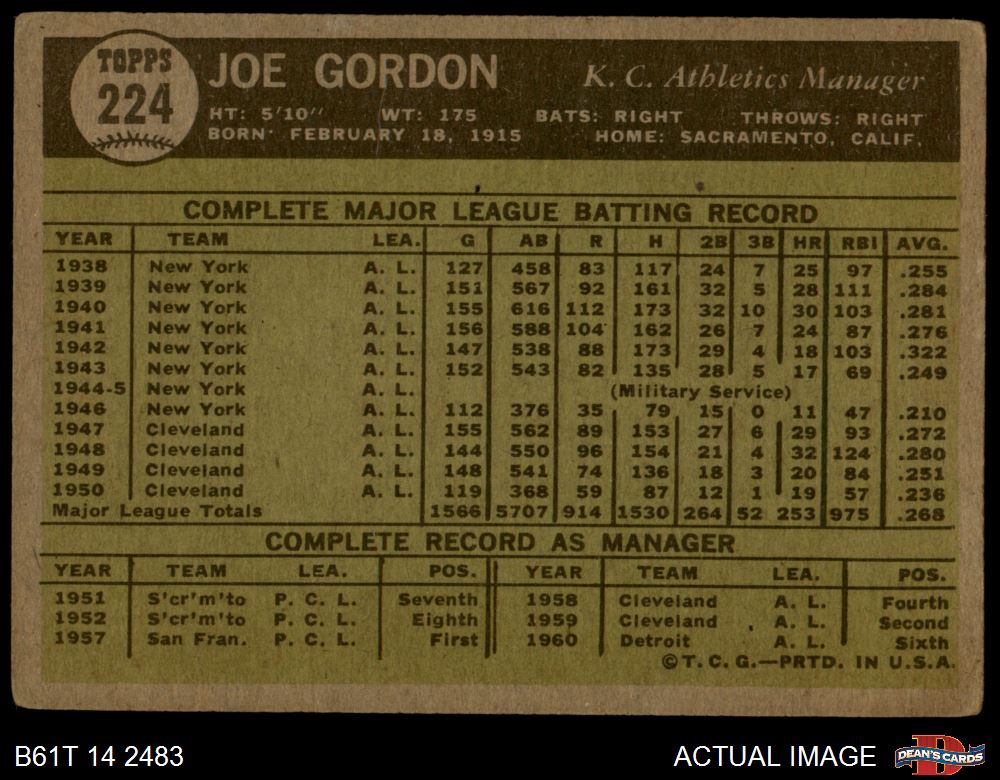 TOPPS
224
JOE GORDON K. C. Athletics Manager
HT: 5'10" WT: 175 BATS: RIGHT THROWS: RIGHT
BORN: FEBRUARY 18, 1915 HOME: SACRAMENTO, CALIF.
COMPLETE MAJOR LEAGUE BATTING RECORD
YEAR TEAM LEA. G AB R H 2B 3B HR RBI AVG.
1938 New York A. L. 127 458 83 117 24 7 25 97 .255
1939 New York A. L. 151 567 92 161 32 5 28 111 .284
1940 New York A. L. 155 616 112 173 32 10 30 103 .281
1941 New York A. L. 156 588 104 162 26 7 24 87 .276
1942 New York A. L. 147 538 88 173 29 4 18 103 .322
1943 New York A. L. 152 543 82 135 28 5 17 69 .249
1944-5 New York A. L. (Military Service)
1946 New York A. L. 112 376 35 79 15 0 11 47 .210
1947 Cleveland A. L. 155 562 89 153 27 6 29 93 .272
1948 Cleveland A. L. 144 550 96 154 21 4 32 124 .280
1949 Cleveland A. L. 148 541 74 136 18 3 20 84 .251
1950 Cleveland A. L. 119 368 59 87 12 1 19 57 .236
Major League Totals 1566 5707 914 1530 264 52 253 975 .268
COMPLETE RECORD AS MANAGER
YEAR TEAM LEA. POS. YEAR TEAM LEA. POS.
1951 S'cr'm'to P. C. L. Seventh 1958 Cleveland A. L. Fourth
1952 S'cr'm'to P. C. L. Eighth 1959 Cleveland A. L. Second
1957 San Fran. P. C. L. First 1960 Detroit A. L. Sixth
©T. C. G.—PRTD. IN U.S.A.
B61T 14 2483 ACTUAL IMAGE DEAN'S CARDS